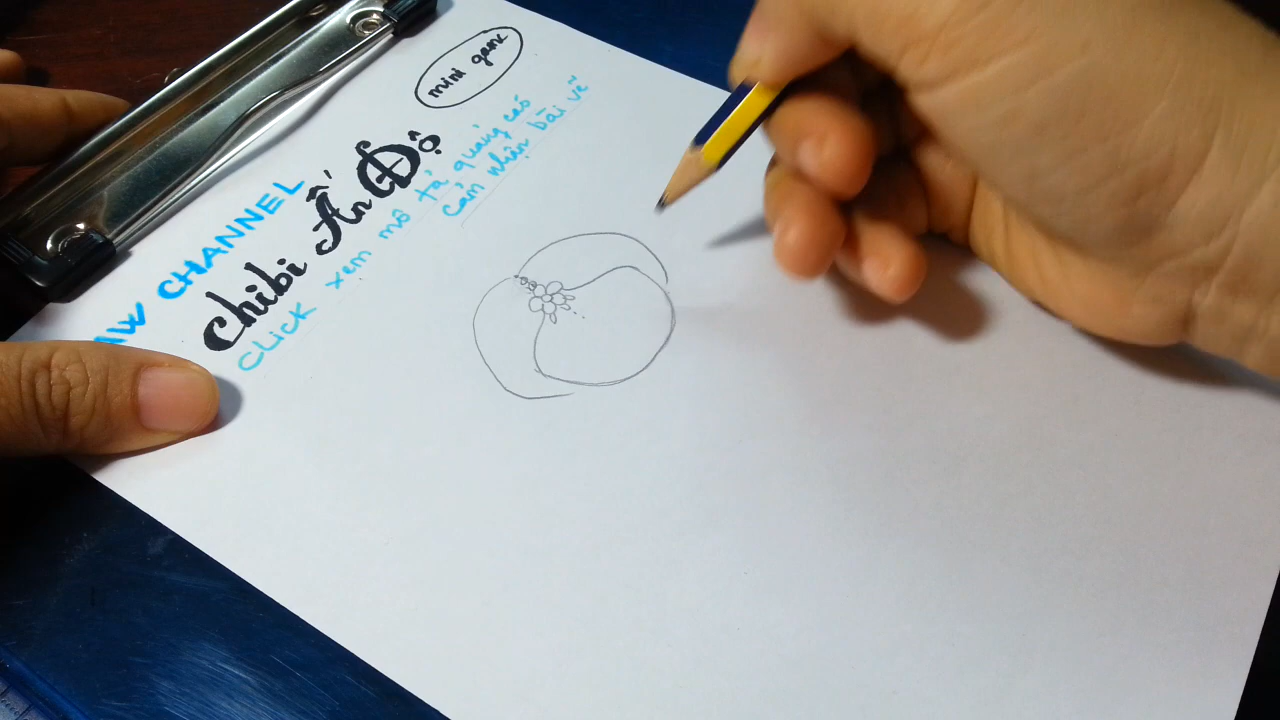 AW CHANNEL
chibi Ấn Độ
mini game
CLick xem mô tả quảng cáo
cảm nhận bài vẽ